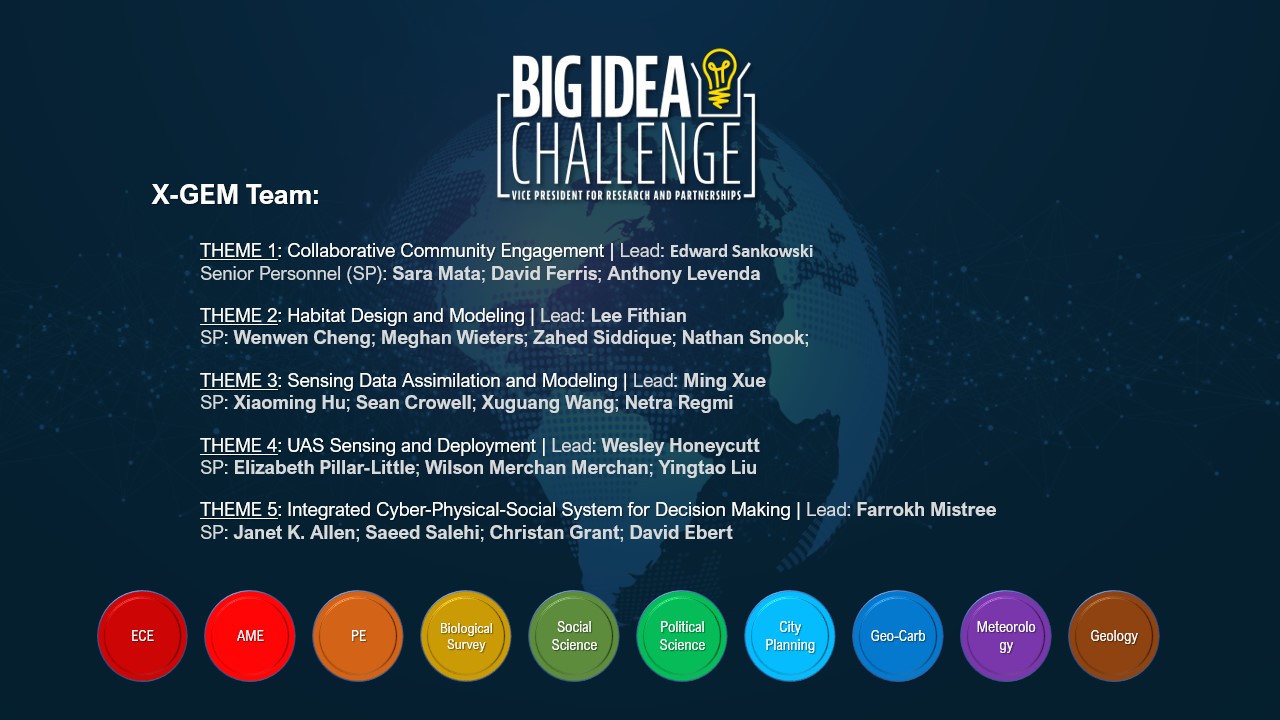 BIG IDEA
CHALLENGE
VICE PRESIDENT FOR RESEARCH AND PARTNERSHIPS
X-GEM Team:
THEME 1: Collaborative Community Engagement | Lead: Edward Sankowski
Senior Personnel (SP): Sara Mata; David Ferris; Anthony Levenda
THEME 2: Habitat Design and Modeling | Lead: Lee Fithian
SP: Wenwen Cheng; Meghan Wieters; Zahed Siddique; Nathan Snook;
THEME 3: Sensing Data Assimilation and Modeling | Lead: Ming Xue
SP: Xiaoming Hu; Sean Crowell; Xuguang Wang; Netra Regmi
THEME 4: UAS Sensing and Deployment | Lead: Wesley Honeycutt
SP: Elizabeth Pillar-Little; Wilson Merchan Merchan; Yingtao Liu
THEME 5: Integrated Cyber-Physical-Social System for Decision Making | Lead: Farrokh Mistree
SP: Janet K. Allen; Saeed Salehi; Christan Grant; David Ebert
ECE
AME
PE
Biological
Survey
Social
Science
Political
Science
City
Planning
Geo-Carb
Meteorolo
gy
Geology